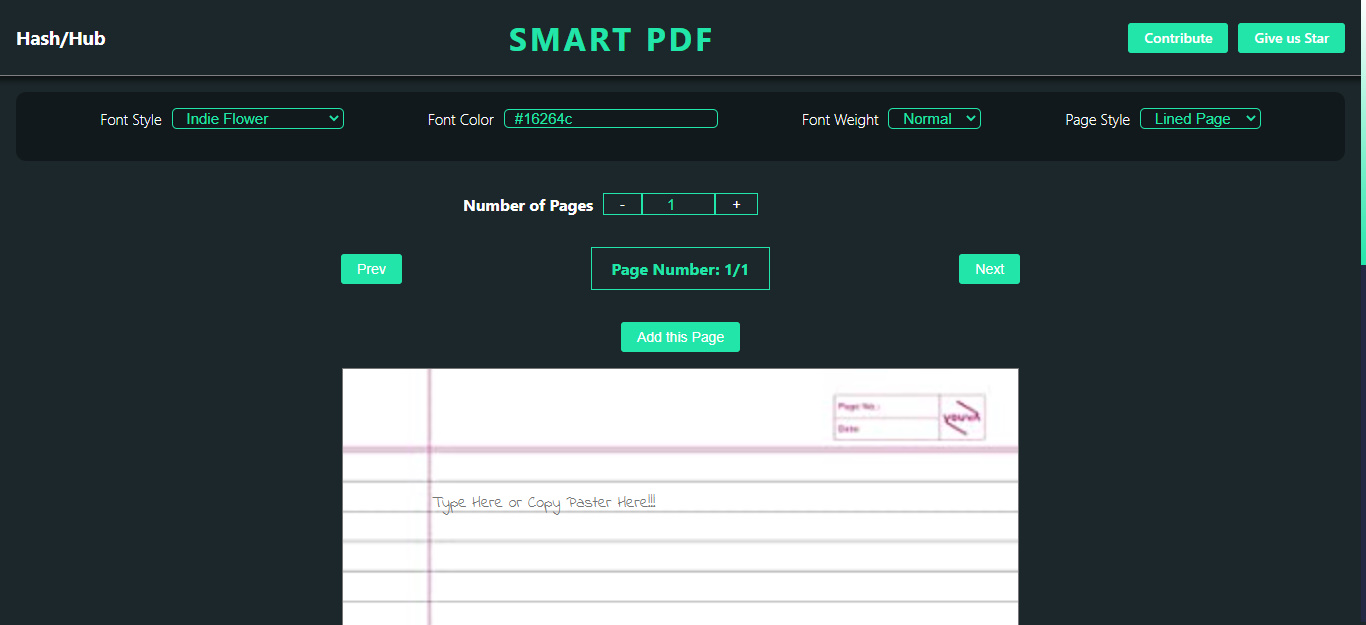 Hash/Hub
SMART PDF
Contribute
Give us Star
Font Style
Indie Flower
Font Color
#16264c
Font Weight
Normal
Page Style
Lined Page
Number of Pages
-
1
+
Prev
Page Number: 1/1
Next
Add this Page
Page No.:
YOUVA
Date:
Type Here or Copy Paster Here!!!